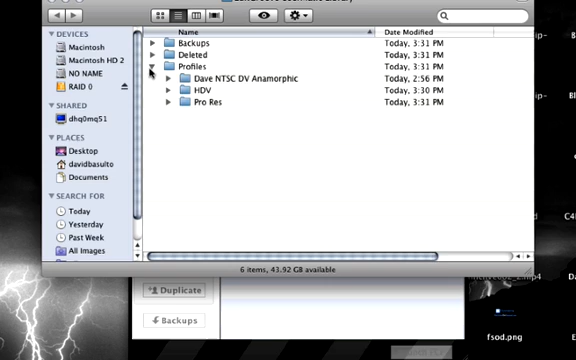 Name
Date Modified
Backups
Today, 3:31 PM
Deleted
Today, 3:31 PM
Profiles
Today, 3:31 PM
Dave NTSC DV Anamorphic
Today, 2:56 PM
HDV
Today, 3:30 PM
Pro Res
Today, 3:31 PM
DEVICES
Macintosh
Macintosh HD 2
NO NAME
RAID 0
SHARED
dhq0mq51
PLACES
Desktop
davidbasulto
Documents
SEARCH FOR
Today
Yesterday
Past Week
All Images
6 items, 43.92 GB available
Duplicate
Backups
fsod.png